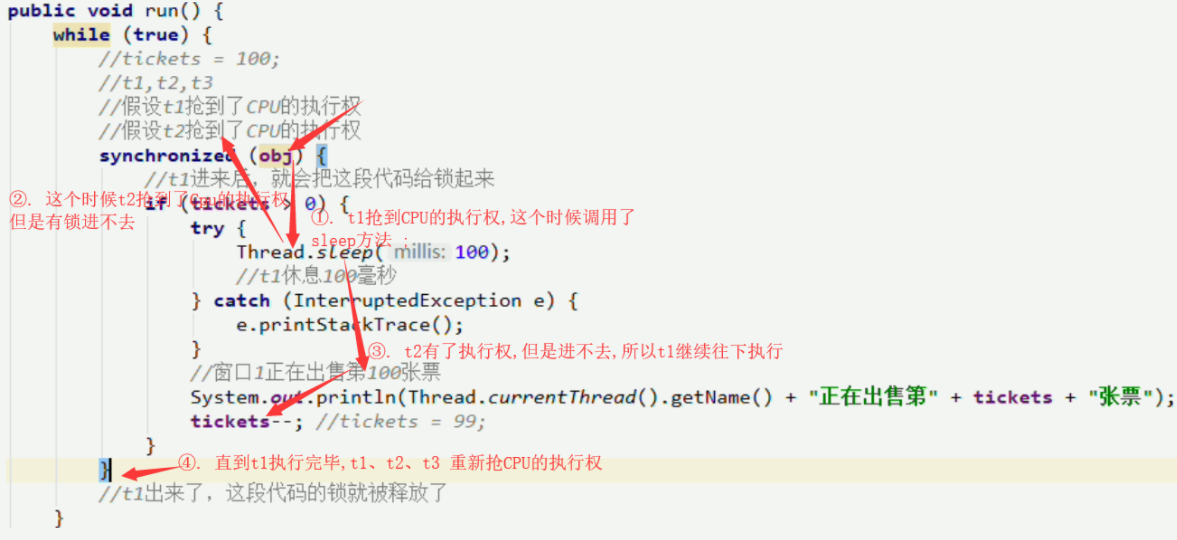 public void run() {
while (true) {
//tickets = 100;
//t1,t2,t3
//假设t1抢到了CPU的执行权
//假设t2抢到了CPU的执行权
synchronized (obj) {
//t1进来后，就会把这段代码给锁起来
②. 这个时候t2抢到了Cpu的执行权
但是有锁进不去
if (tickets > 0) {
①. t1抢到CPU的执行权,这个时候调用了
sleep方法 :
try {
Thread.sleep( millis: 100);
//t1休息100毫秒
} catch (InterruptedException e) {
e.printStackTrace();
}
③. t2有了执行权,但是进不去,所以t1继续往下执行
//窗口1正在出售第100张票
System.out.println(Thread.currentThread().getName() + "正在出售第" + tickets + "张票");
tickets--; //tickets = 99;
}
}
④. 直到t1执行完毕,t1、t2、t3 重新抢CPU的执行权
//t1出来了，这段代码的锁就被释放了
}